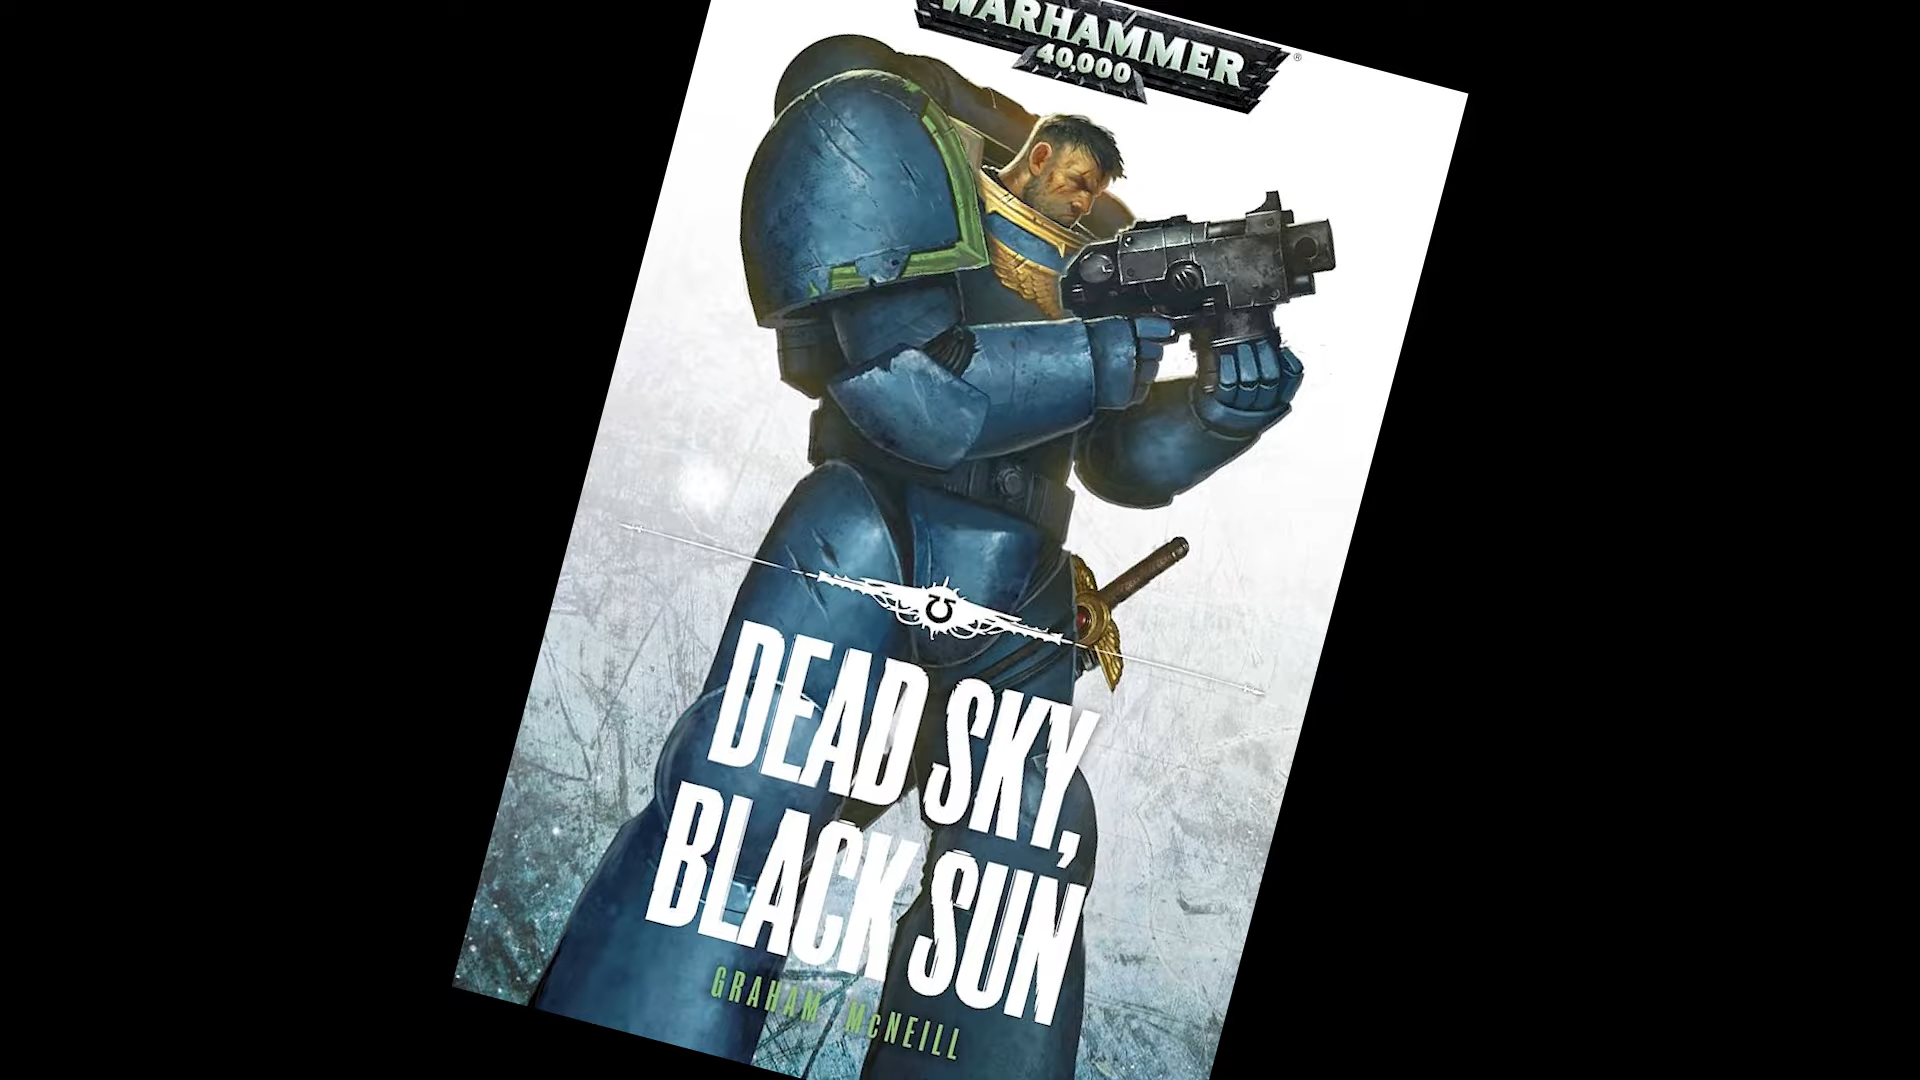 WARHAMMER
40,000
®
DEAD SKY,
BLACK SUN
GRAHAM McNEILL